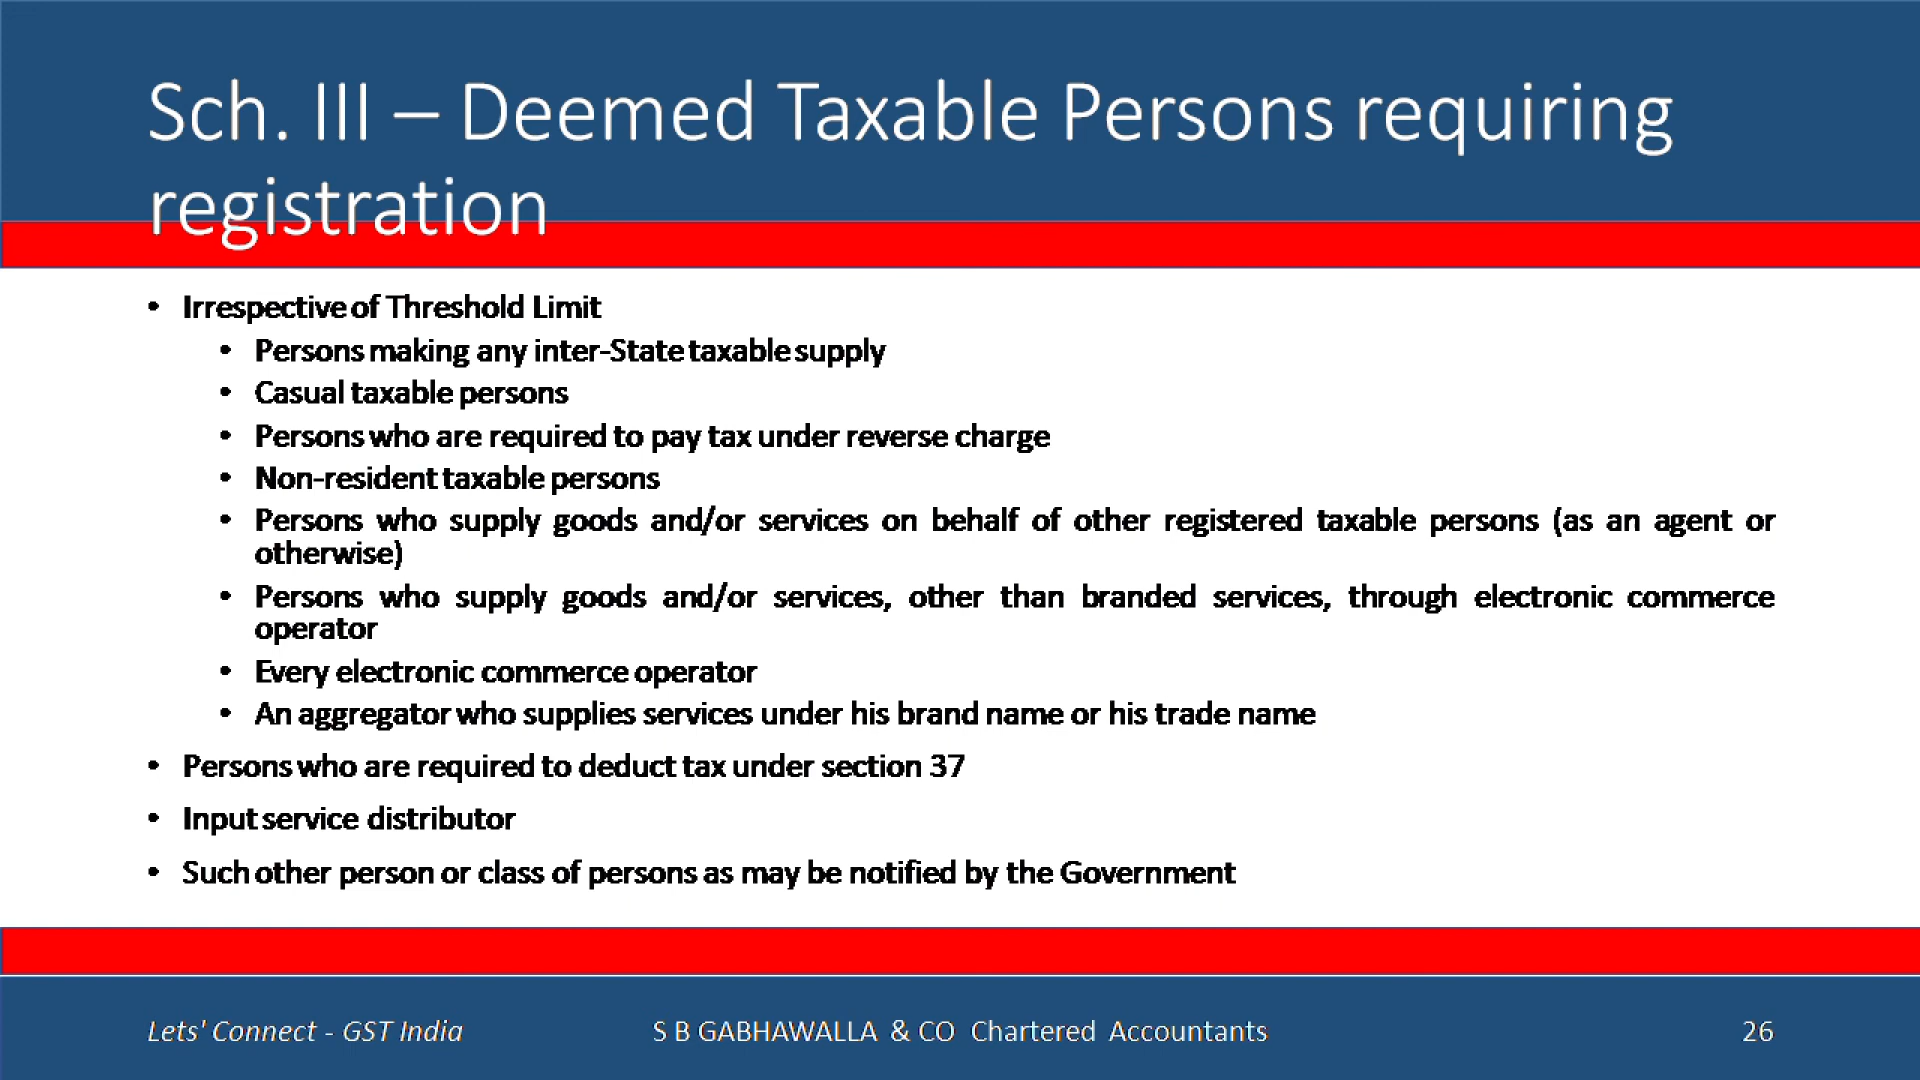 Sch. III – Deemed Taxable Persons requiring
registration
• Irrespective of Threshold Limit
• Persons making any inter-State taxable supply
• Casual taxable persons
• Persons who are required to pay tax under reverse charge
• Non-resident taxable persons
• Persons who supply goods and/or services on behalf of other registered taxable persons (as an agent or
otherwise)
• Persons who supply goods and/or services, other than branded services, through electronic commerce
operator
• Every electronic commerce operator
• An aggregator who supplies services under his brand name or his trade name
• Persons who are required to deduct tax under section 37
• Input service distributor
• Such other person or class of persons as may be notified by the Government
Lets' Connect - GST India
S B GABHAWALLA & CO Chartered Accountants
26